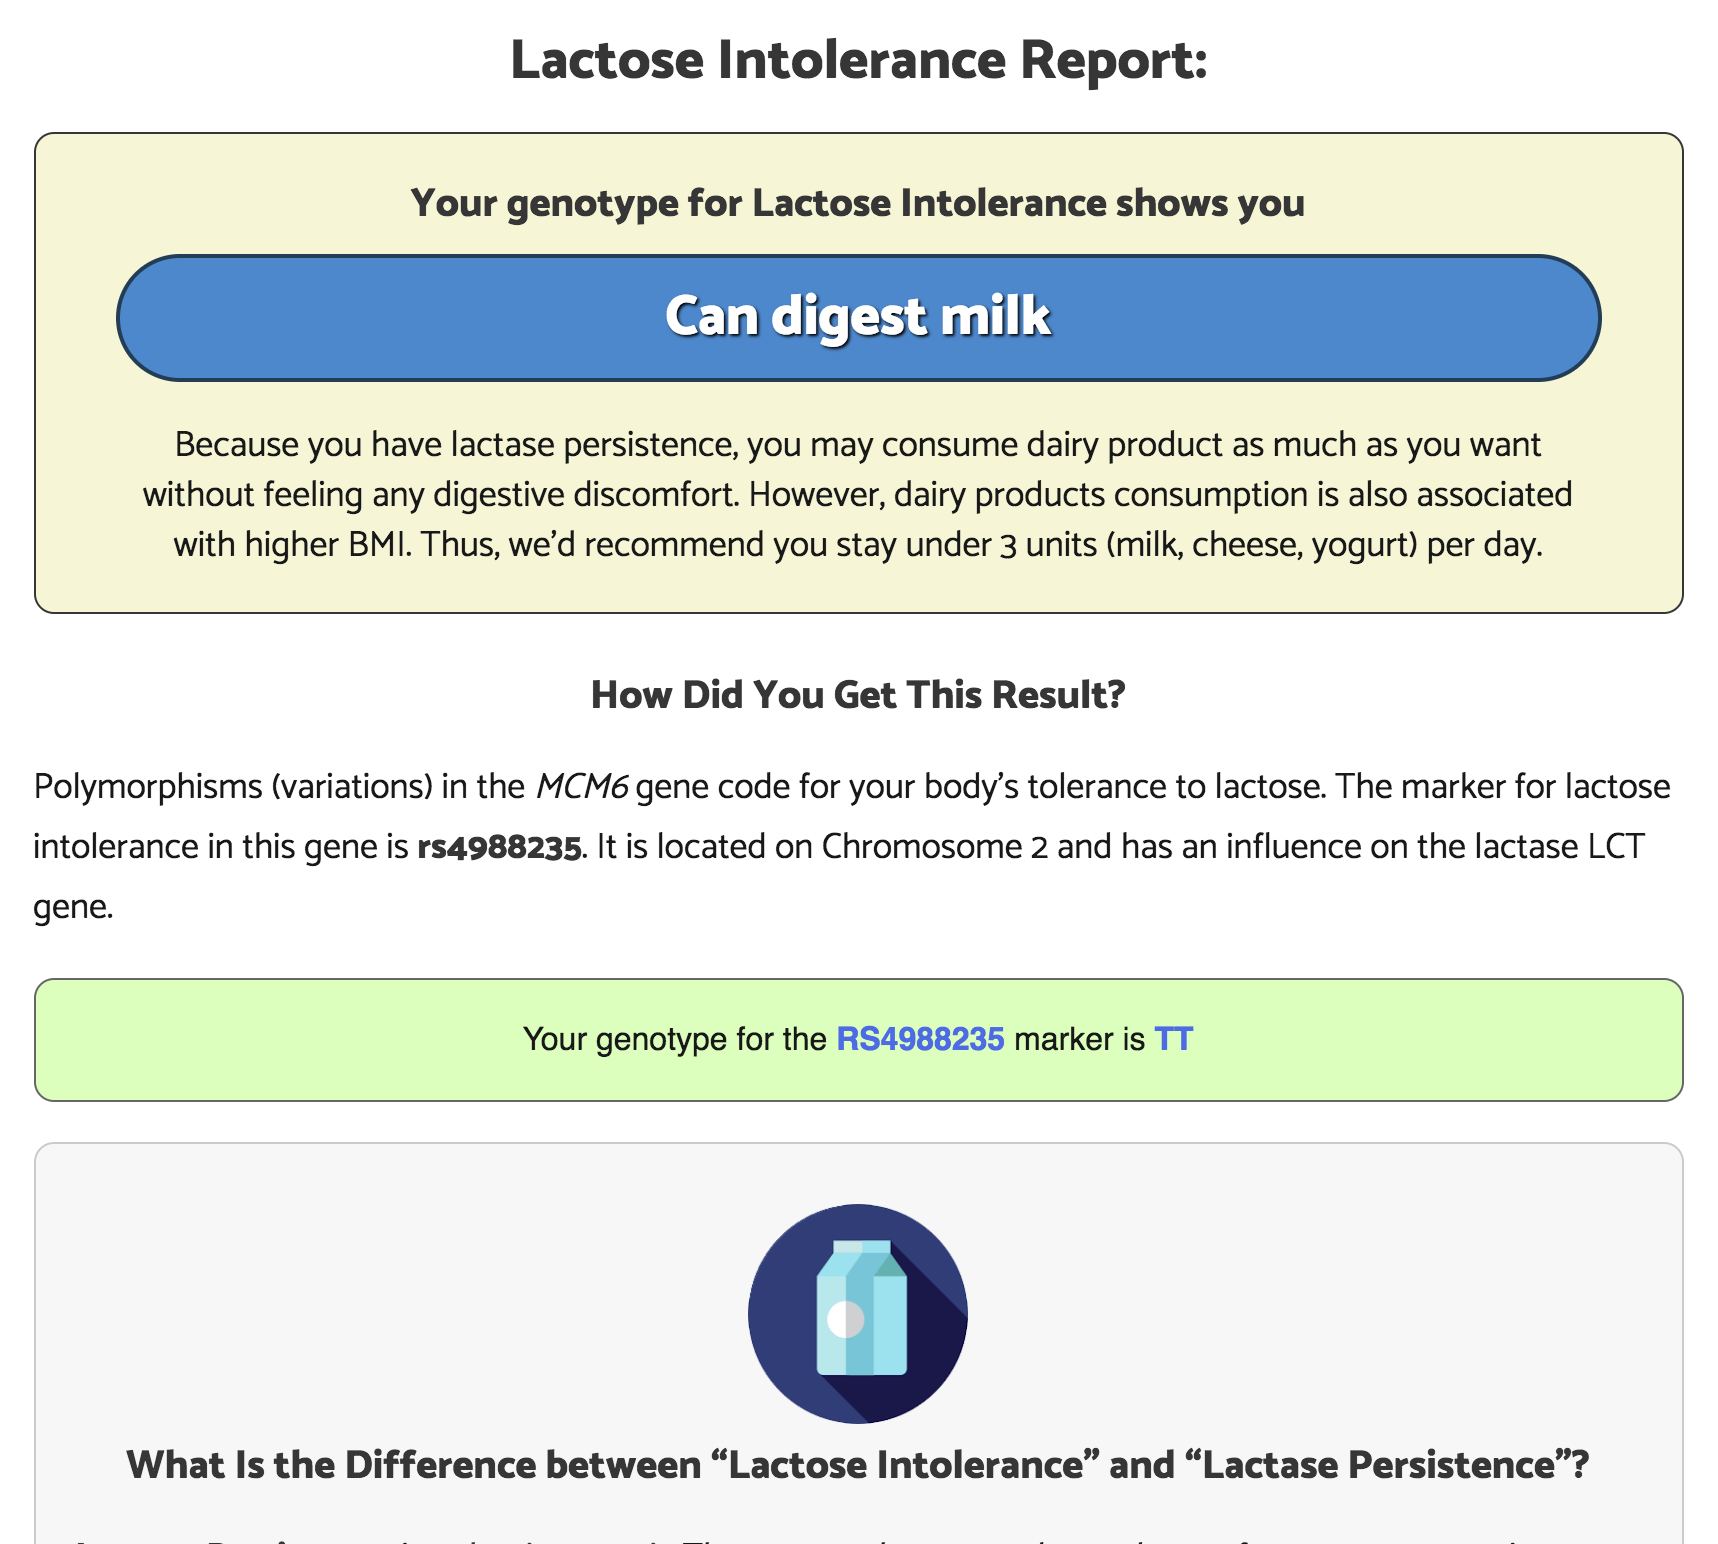 Lactose Intolerance Report:
Your genotype for Lactose Intolerance shows you
Can digest milk
Because you have lactase persistence, you may consume dairy product as much as you want
without feeling any digestive discomfort. However, dairy products consumption is also associated
with higher BMI. Thus, we’d recommend you stay under 3 units (milk, cheese, yogurt) per day.
How Did You Get This Result?
Polymorphisms (variations) in the MCM6 gene code for your body’s tolerance to lactose. The marker for lactose
intolerance in this gene is rs4988235. It is located on Chromosome 2 and has an influence on the lactase LCT
gene.
Your genotype for the RS4988235 marker is TT
What Is the Difference between “Lactose Intolerance” and “Lactase Persistence”?